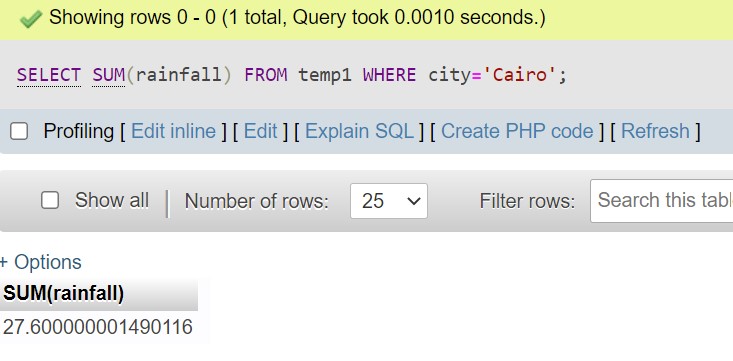 Showing rows 0 - 0 (1 total, Query took 0.0010 seconds.)
SELECT SUM(rainfall) FROM temp1 WHERE city='Cairo';
Profiling [ Edit inline ] [ Edit ] [ Explain SQL ] [ Create PHP code ] [ Refresh ]
Show all | Number of rows: 25 Filter rows: Search this tabl
+ Options
SUM(rainfall)
27.600000001490116